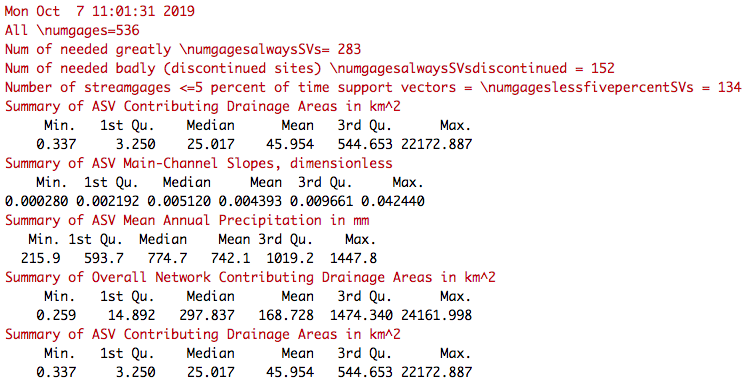 Mon Oct  7 11:01:31 2019
All \numgages=536
Num of needed greatly \numgagesalwaysSVs= 283
Num of needed badly (discontinued sites) \numgagesalwaysSVsdiscontinued = 152
Number of streamgages <=5 percent of time support vectors = \numgageslessfivepercentSVs = 134
Summary of ASV Contributing Drainage Areas in km^2
     Min.   1st Qu.    Median      Mean   3rd Qu.      Max.
    0.337     3.250    25.017    45.954   544.653 22172.887
Summary of ASV Main-Channel Slopes, dimensionless
    Min.  1st Qu.   Median     Mean  3rd Qu.     Max.
0.000280 0.002192 0.005120 0.004393 0.009661 0.042440
Summary of ASV Mean Annual Precipitation in mm
   Min. 1st Qu.  Median    Mean 3rd Qu.    Max.
  215.9   593.7   774.7   742.1  1019.2  1447.8
Summary of Overall Network Contributing Drainage Areas in km^2
     Min.   1st Qu.    Median      Mean   3rd Qu.      Max.
    0.259    14.892   297.837   168.728  1474.340 24161.998
Summary of ASV Contributing Drainage Areas in km^2
     Min.   1st Qu.    Median      Mean   3rd Qu.      Max.
    0.337     3.250    25.017    45.954   544.653 22172.887